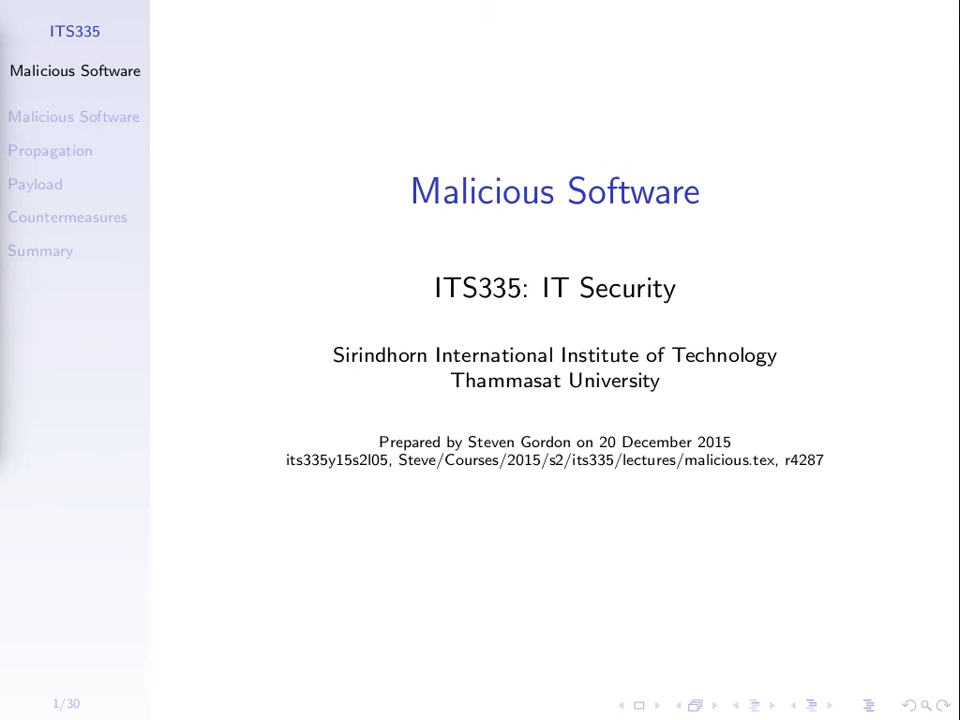 ITS335
Malicious Software
Malicious Software
Propagation
Payload
Countermeasures
Summary
Malicious Software
ITS335: IT Security
Sirindhorn International Institute of Technology
Thammasat University
Prepared by Steven Gordon on 20 December 2015
its335y15s2l05, Steve/Courses/2015/s2/its335/lectures/malicious.tex, r4287
1/30